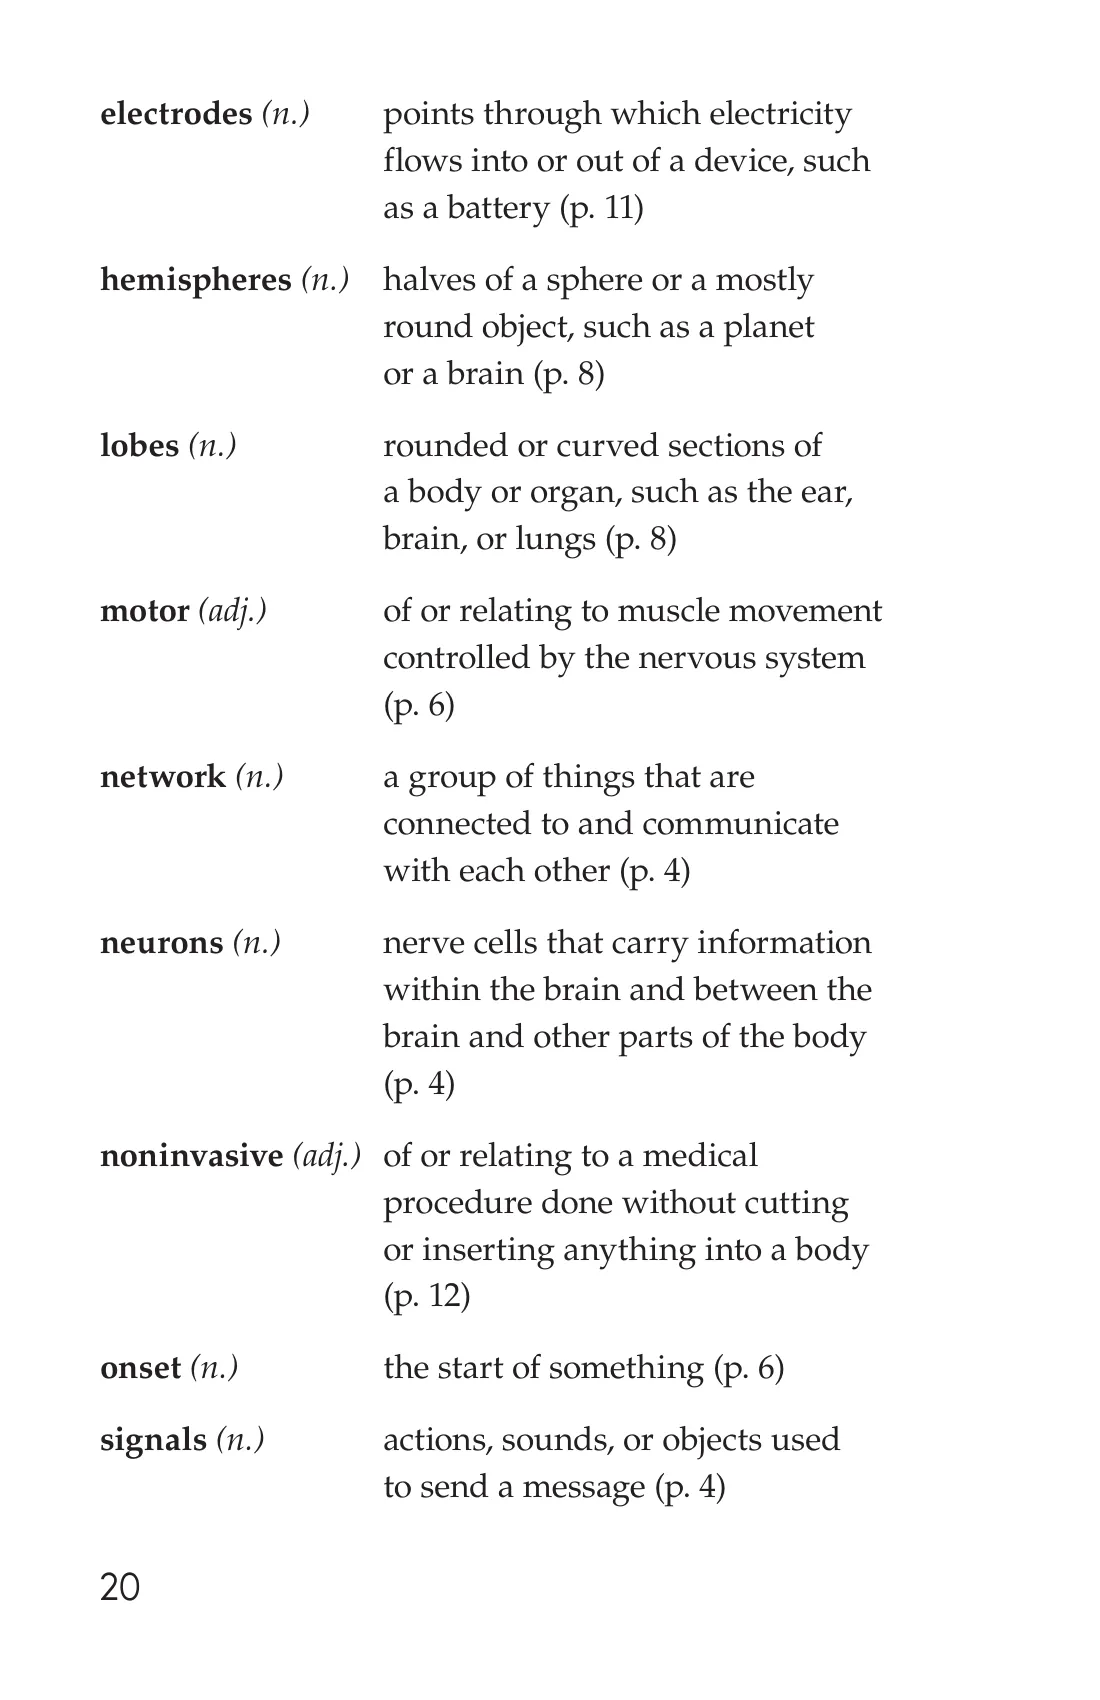 electrodes (n.) points through which electricity
flows into or out of a device, such
as a battery (p. 11)
hemispheres (n.) halves of a sphere or a mostly
round object, such as a planet
or a brain (p. 8)
lobes (n.) rounded or curved sections of
a body or organ, such as the ear,
brain, or lungs (p. 8)
motor (adj.) of or relating to muscle movement
controlled by the nervous system
(p. 6)
network (n.) a group of things that are
connected to and communicate
with each other (p. 4)
neurons (n.) nerve cells that carry information
within the brain and between the
brain and other parts of the body
(p. 4)
noninvasive (adj.) of or relating to a medical
procedure done without cutting
or inserting anything into a body
(p. 12)
onset (n.) the start of something (p. 6)
signals (n.) actions, sounds, or objects used
to send a message (p. 4)
20